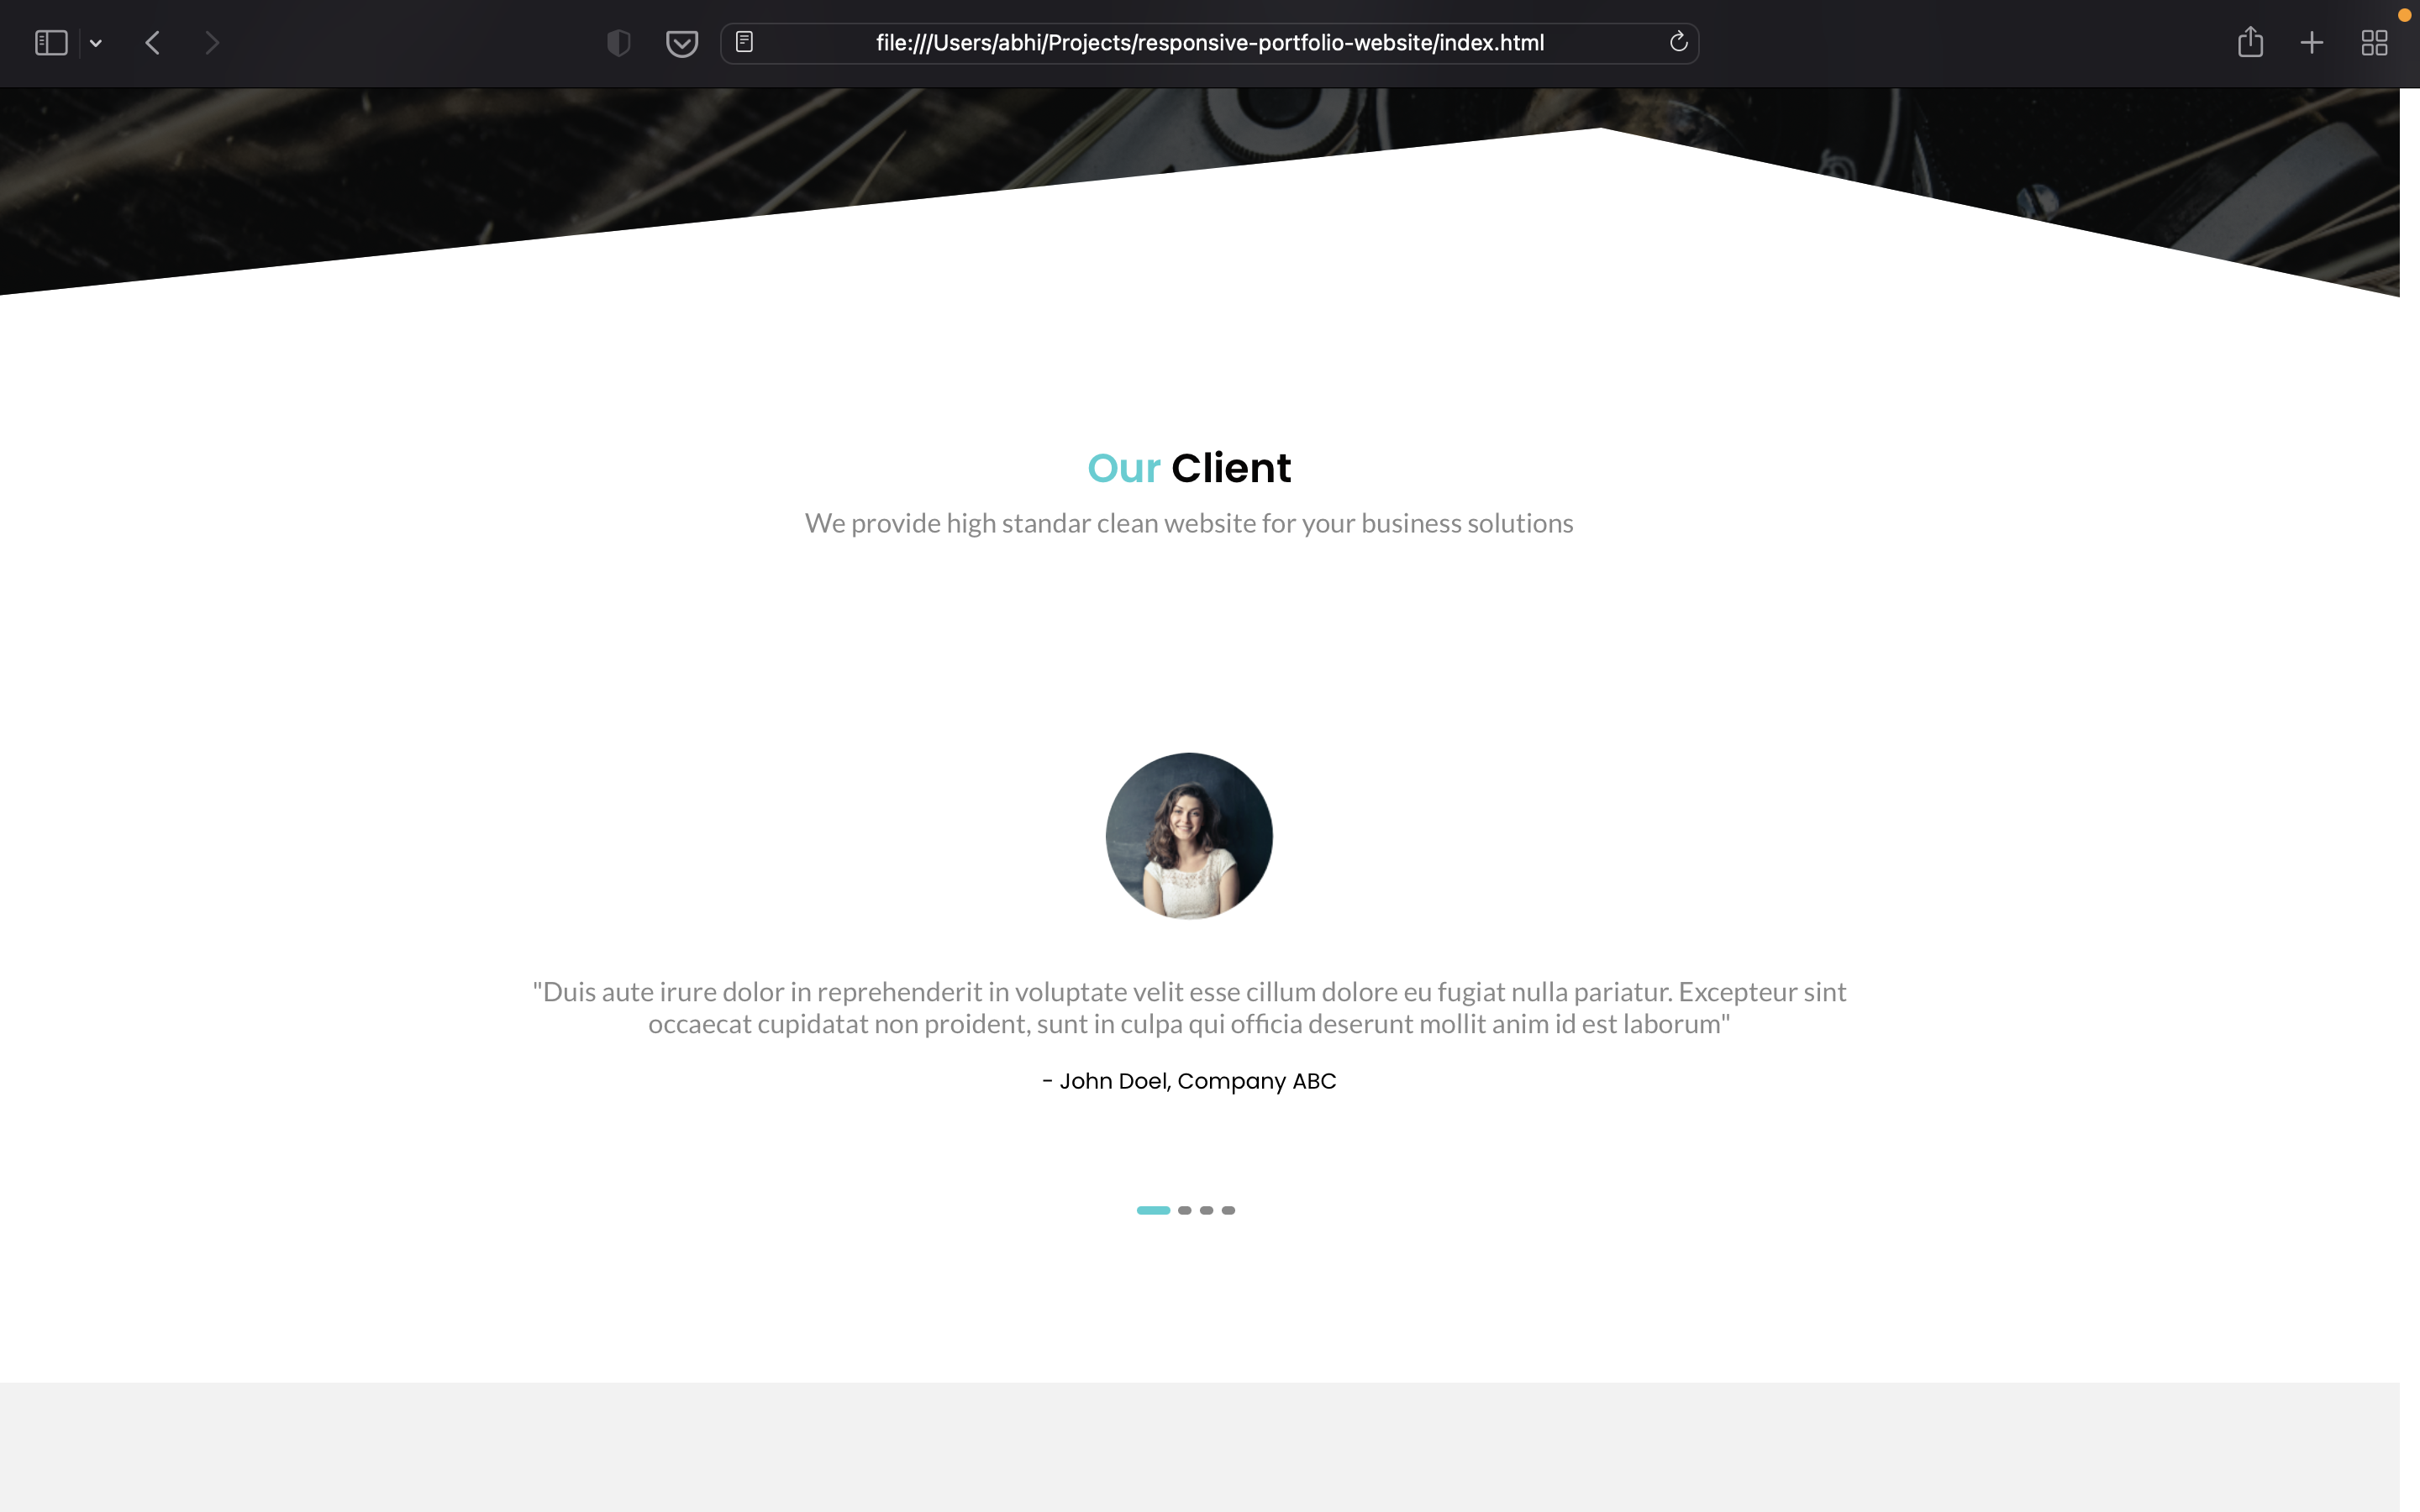 file:///Users/abhi/Projects/responsive-portfolio-website/index.html
Our Client
We provide high standar clean website for your business solutions
"Duis aute irure dolor in reprehenderit in voluptate velit esse cillum dolore eu fugiat nulla pariatur. Excepteur sint
occaecat cupidatat non proident, sunt in culpa qui officia deserunt mollit anim id est laborum"
- John Doel, Company ABC